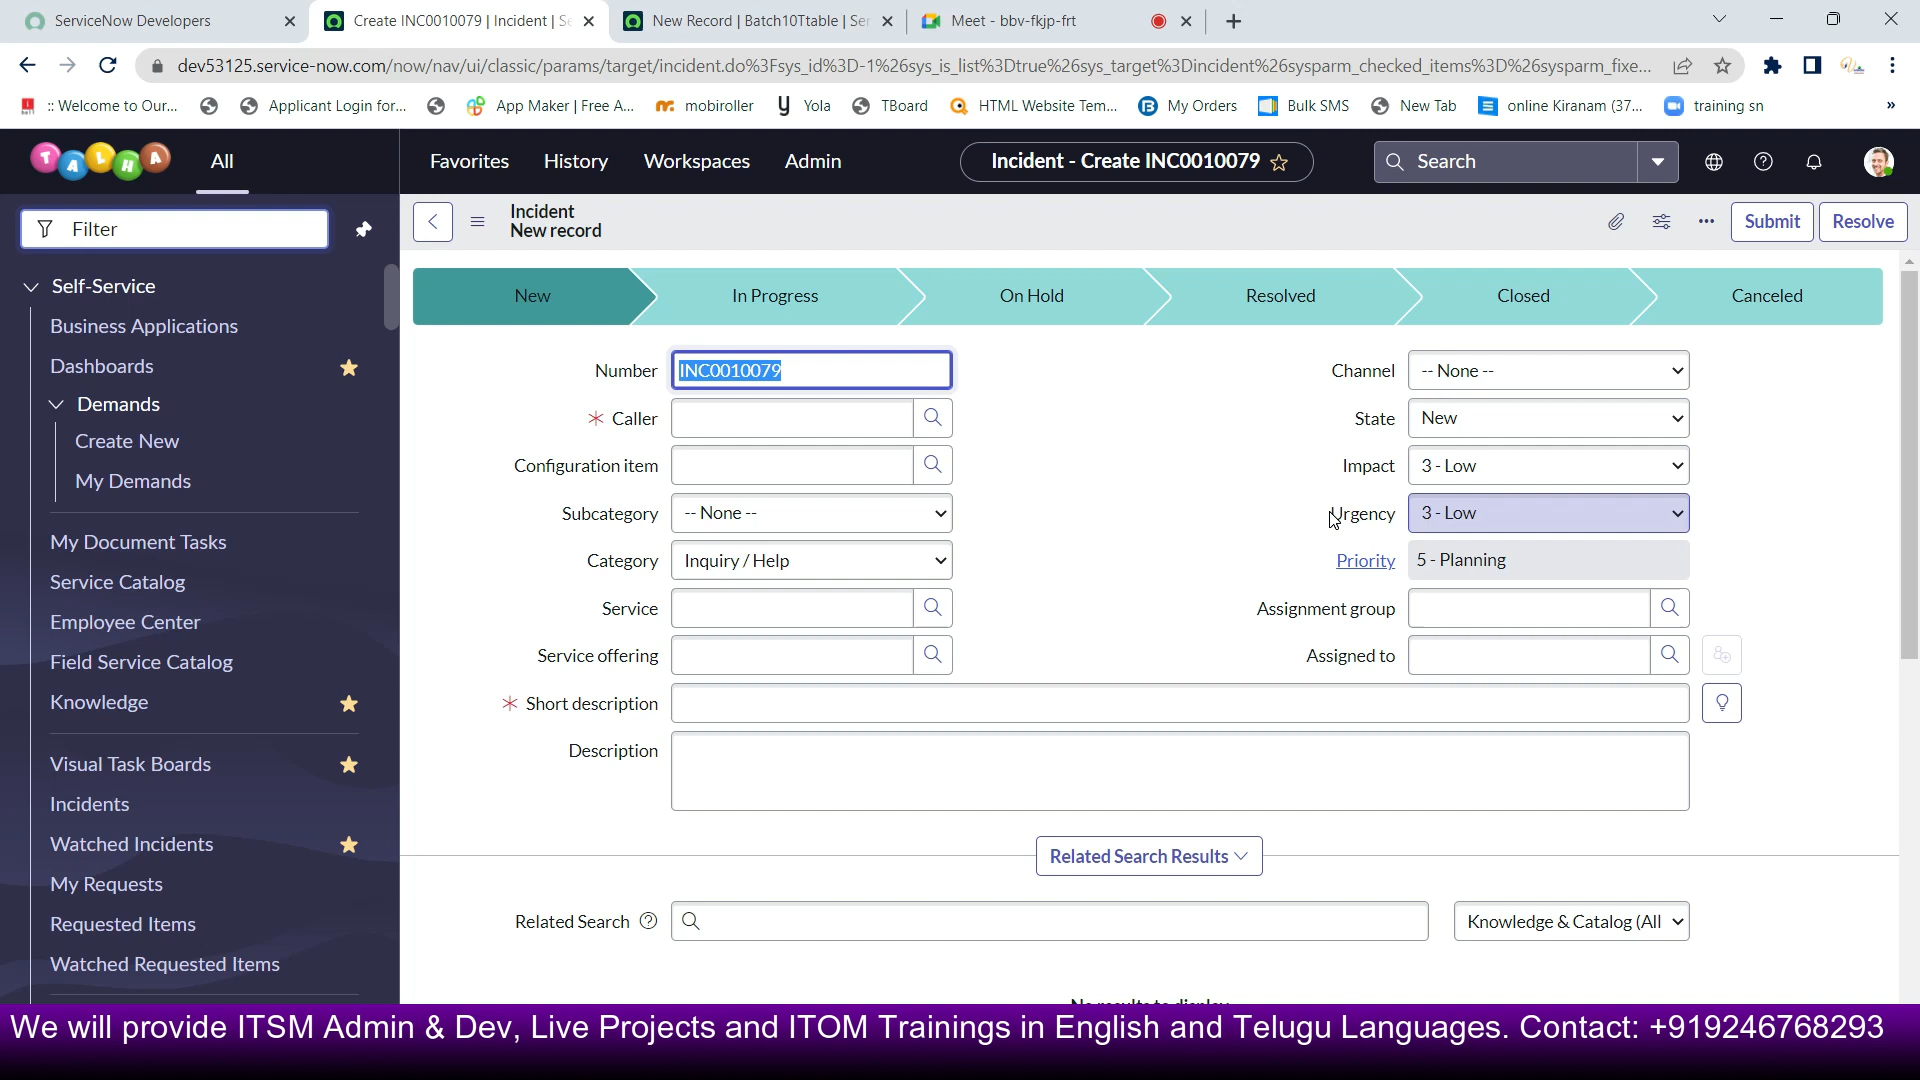 ServiceNow Developers
Create INC0010079 | Incident | Se
New Record | Batch10Ttable | Ser
Meet - bbv-fkjp-frt
dev53125.service-now.com/now/nav/ui/classic/params/target/incident.do%3Fsys_id%3D-1%26sys_is_list%3Dtrue%26sys_target%3Dincident%26sysparm_checked_items%3D%26sysparm_fixe...
:: Welcome to Our...
Applicant Login for...
App Maker | Free A...
mobiroller
Yola
TBoard
HTML Website Tem...
My Orders
Bulk SMS
New Tab
online Kiranam (37...
training sn
»
TALHA
All
Favorites
History
Workspaces
Admin
Incident - Create INC0010079
Search
Filter
Incident
New record
Submit
Resolve
Self-Service
Business Applications
Dashboards
Demands
Create New
My Demands
My Document Tasks
Service Catalog
Employee Center
Field Service Catalog
Knowledge
Visual Task Boards
Incidents
Watched Incidents
My Requests
Requested Items
Watched Requested Items
New
In Progress
On Hold
Resolved
Closed
Canceled
Number INC0010079
* Caller
Configuration item
Subcategory -- None --
Category Inquiry / Help
Service
Service offering
* Short description
Description
Channel -- None --
State New
Impact 3 - Low
Urgency 3 - Low
Priority 5 - Planning
Assignment group
Assigned to
Related Search Results
Related Search
Knowledge & Catalog (All
No results to display
We will provide ITSM Admin & Dev, Live Projects and ITOM Trainings in English and Telugu Languages. Contact: +919246768293